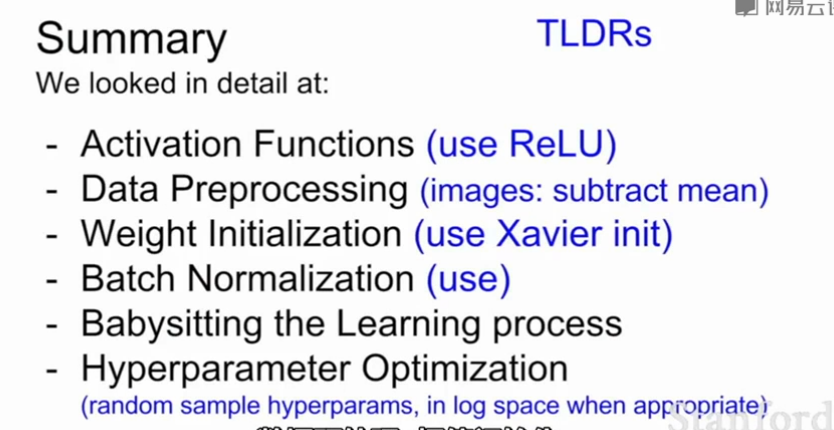 网易云课
Summary TLDRs
We looked in detail at:
- Activation Functions (use ReLU)
- Data Preprocessing (images: subtract mean)
- Weight Initialization (use Xavier init)
- Batch Normalization (use)
- Babysitting the Learning process
- Hyperparameter Optimization
(random sample hyperparams, in log space when appropriate)
Stanford